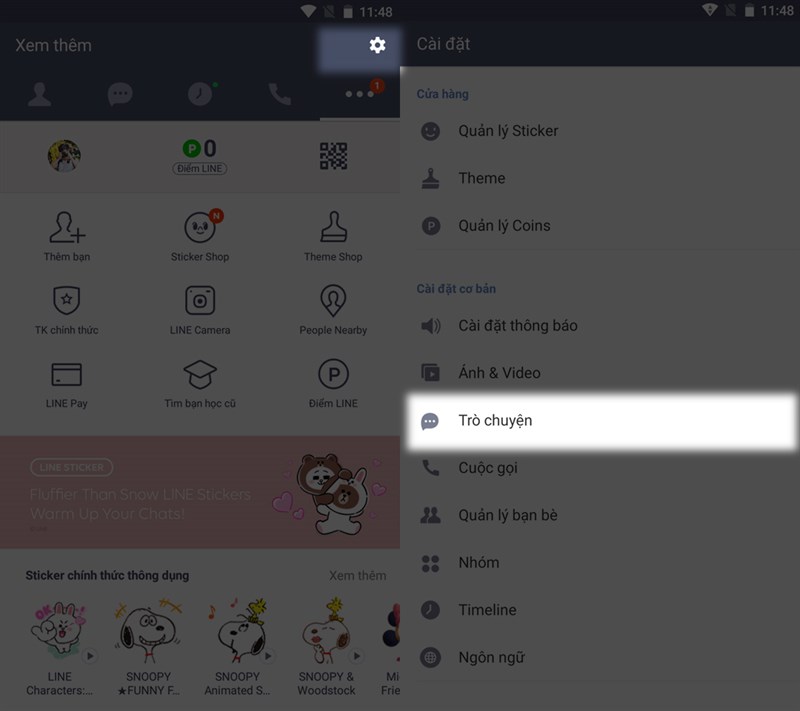 11:48
Xem thêm
1
P 0
Điểm LINE
Thêm bạn
N
Sticker Shop
Theme Shop
TK chính thức
LINE Camera
People Nearby
LINE Pay
Tìm bạn học cũ
P
Điểm LINE
LINE STICKER
Fluffier Than Snow LINE Stickers
Warm Up Your Chats!
Sticker chính thức thông dụng
Xem thêm
OK
LINE
Characters:...
SNOOPY
★FUNNY F...
SNOOPY
Animated S...
SNOOPY &
Woodstock
Mi
Frie
11:48
Cài đặt
Cửa hàng
Quản lý Sticker
Theme
P
Quản lý Coins
Cài đặt cơ bản
Cài đặt thông báo
Ảnh & Video
Trò chuyện
Cuộc gọi
Quản lý bạn bè
Nhóm
Timeline
Ngôn ngữ